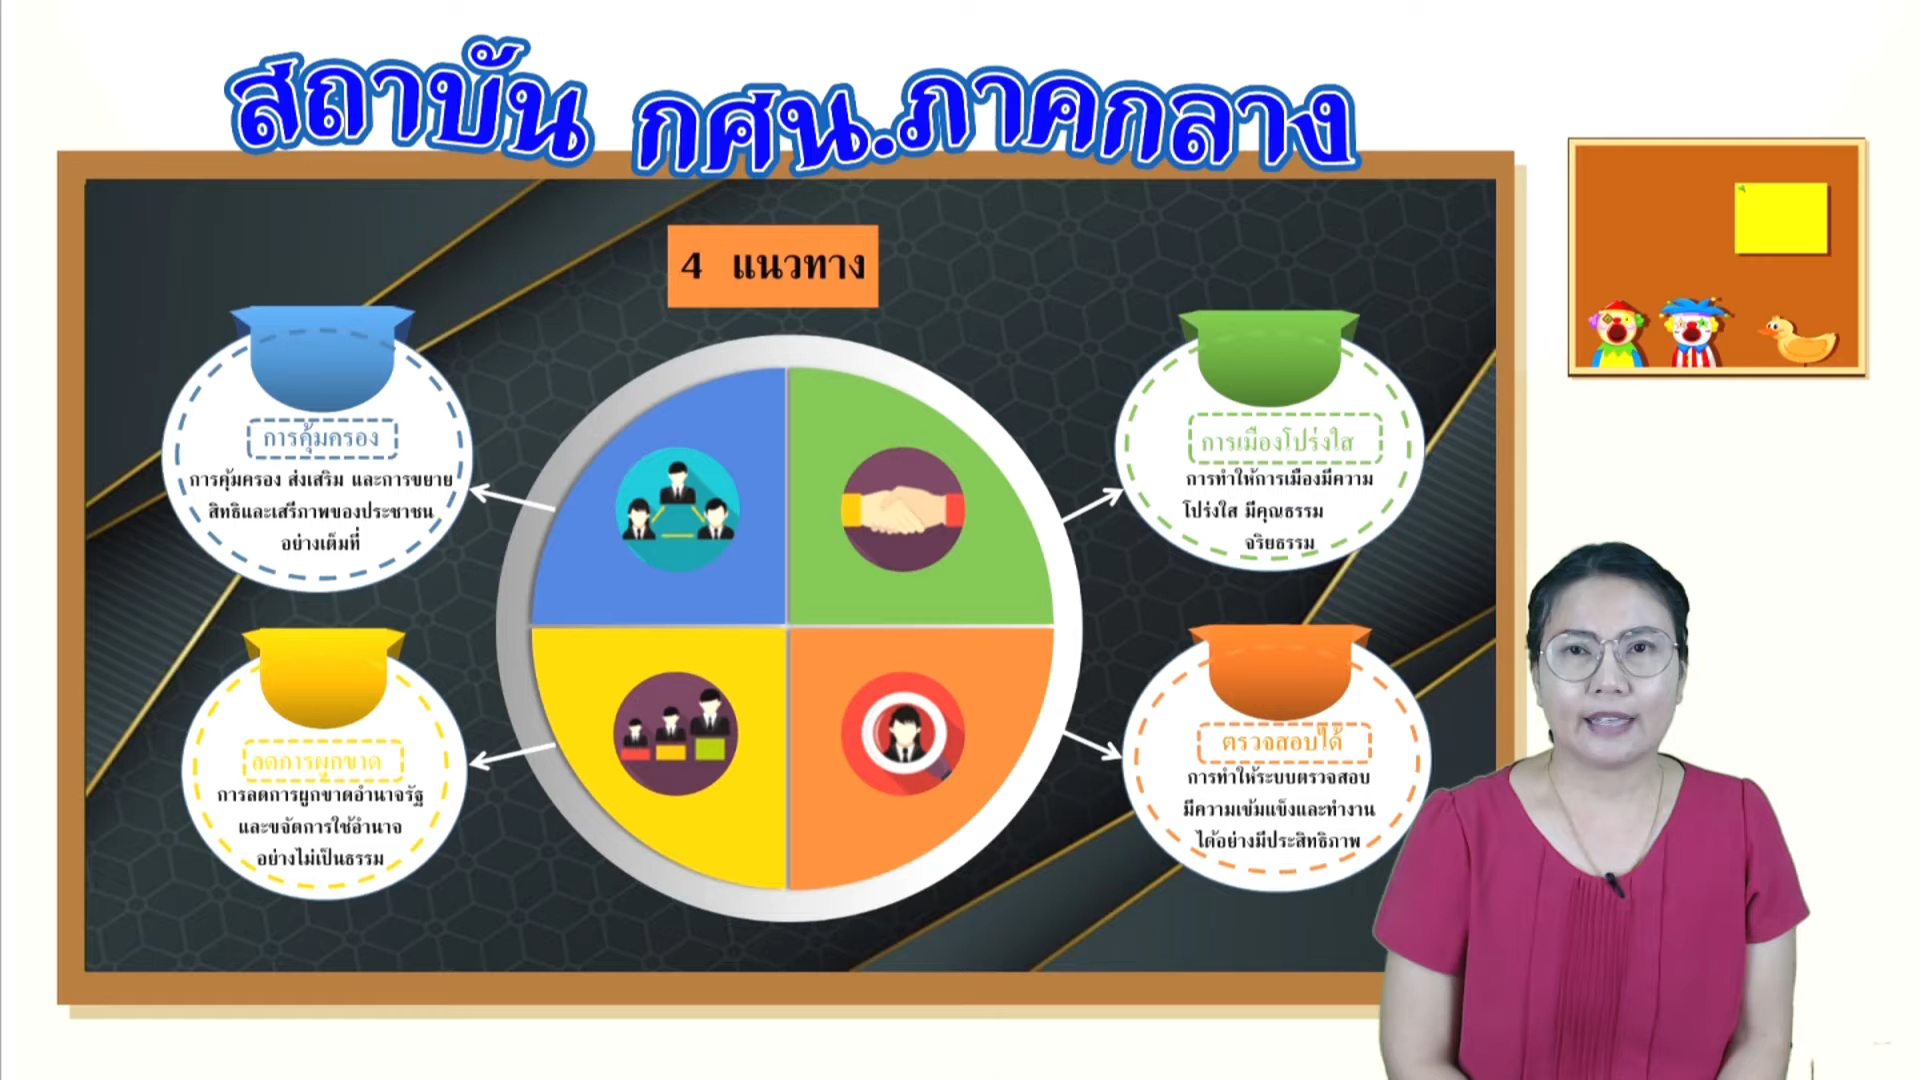 สถาบัน กศน.ภาคกลาง
4 แนวทาง
การคุ้มครอง
การคุ้มครอง ส่งเสริม และการขยาย
สิทธิและเสรีภาพของประชาชน
อย่างเต็มที่
การเมืองโปร่งใส
การทำให้การเมืองมีความ
โปร่งใส มีคุณธรรม
จริยธรรม
ลดการผูกขาด
การลดการผูกขาดอำนาจรัฐ
และขจัดการใช้อำนาจ
อย่างไม่เป็นธรรม
ตรวจสอบได้
การทำให้ระบบตรวจสอบ
มีความเข้มแข็งและทำงาน
ได้อย่างมีประสิทธิภาพ